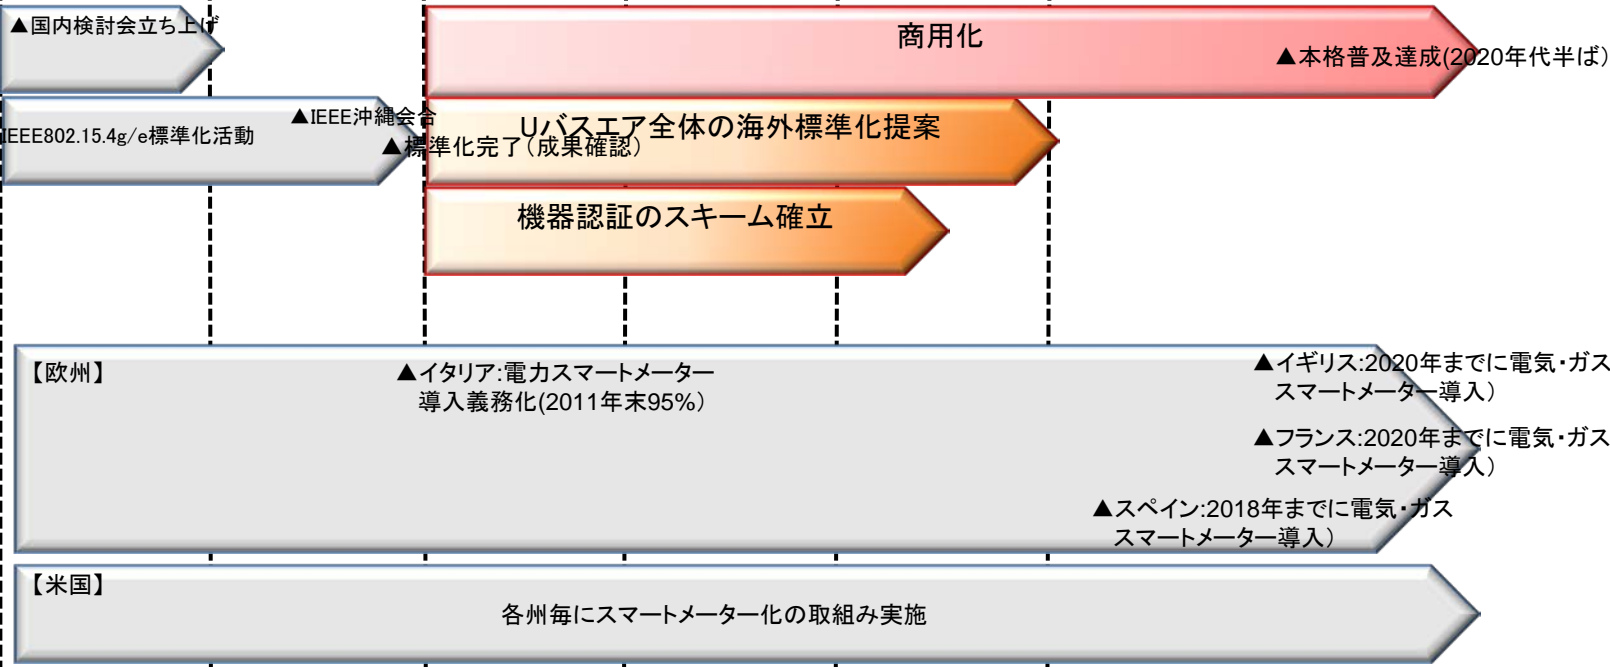 ▲国内検討会立ち上げ
商用化
▲本格普及達成(2020年代半ば)
IEEE802.15.4g/e標準化活動
▲IEEE沖縄会合
▲標準化完了(成果確認)
Uバスエア全体の海外標準化提案
機器認証のスキーム確立
【欧州】
▲イタリア:電力スマートメーター
導入義務化(2011年末95%)
▲イギリス:2020年までに電気・ガス
スマートメーター導入)
▲フランス:2020年までに電気・ガス
スマートメーター導入)
▲スペイン:2018年までに電気・ガス
スマートメーター導入)
【米国】
各州毎にスマートメーター化の取組み実施